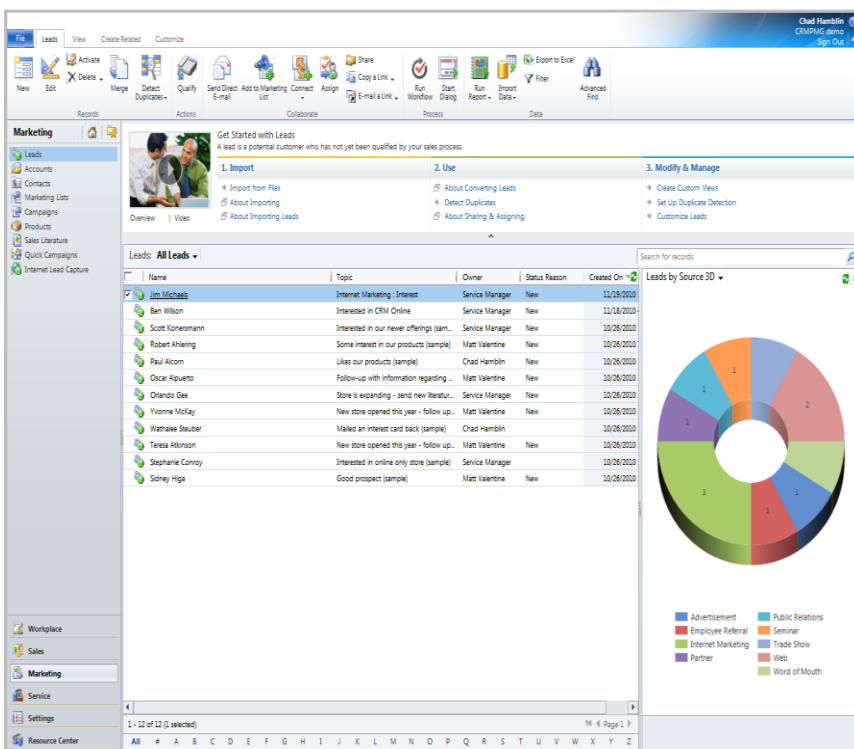 Chad Hamblin
CRMPMG demo
Sign Out
File Leads View Create Related Customize
New
Edit
Activate
Delete
Merge
Detect Duplicates
Records
Qualify
Actions
Send Direct E-mail
Add to Marketing List
Connect
Assign
Share
Copy a Link
E-mail a Link
Collaborate
Run Workflow
Start Dialog
Process
Run Report
Import Data
Export to Excel
Filter
Advanced Find
Data
Marketing
Leads
Accounts
Contacts
Marketing Lists
Campaigns
Products
Sales Literature
Quick Campaigns
Internet Lead Capture
Workplace
Sales
Marketing
Service
Settings
Resource Center
Get Started with Leads
A lead is a potential customer who has not yet been qualified by your sales process.
Overview | Video
1. Import
Import from Files
About Importing
About Importing Leads
2. Use
About Converting Leads
Detect Duplicates
About Sharing & Assigning
3. Modify & Manage
Create Custom Views
Set Up Duplicate Detection
Customize Leads
Leads: All Leads
Search for records
Name Topic Owner Status Reason Created On
Jim Michaels Internet Marketing : Interest Service Manager New 11/19/2010
Ben Wilson Interested in CRM Online Service Manager New 11/18/2010
Scott Konersmann Interested in our newer offerings (sam... Service Manager New 10/26/2010
Robert Ahlering Some interest in our products (sample) Matt Valentine New 10/26/2010
Paul Alcorn Likes our products (sample) Chad Hamblin New 10/26/2010
Oscar Alpuerto Follow-up with information regarding ... Matt Valentine New 10/26/2010
Orlando Gee Store is expanding - send new literatur... Service Manager New 10/26/2010
Yvonne McKay New store opened this year - follow up... Matt Valentine New 10/26/2010
Wathalee Steuber Mailed an interest card back (sample) Chad Hamblin 10/26/2010
Teresa Atkinson New store opened this year - follow up... Matt Valentine New 10/26/2010
Stephanie Conroy Interested in online only store (sample) Service Manager 10/26/2010
Sidney Higa Good prospect (sample) Matt Valentine New 10/26/2010
1 - 12 of 12 (1 selected)
Page 1
All # A B C D E F G H I J K L M N O P Q R S T U V W X Y Z
Leads by Source 3D
1
1
2
1
3
1
1
Advertisement
Employee Referral
Internet Marketing
Partner
Public Relations
Seminar
Trade Show
Web
Word of Mouth